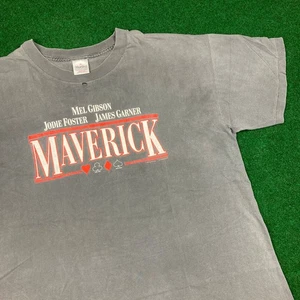 MEL GIBSON
JODIE FOSTER JAMES GARNER
MAVERICK